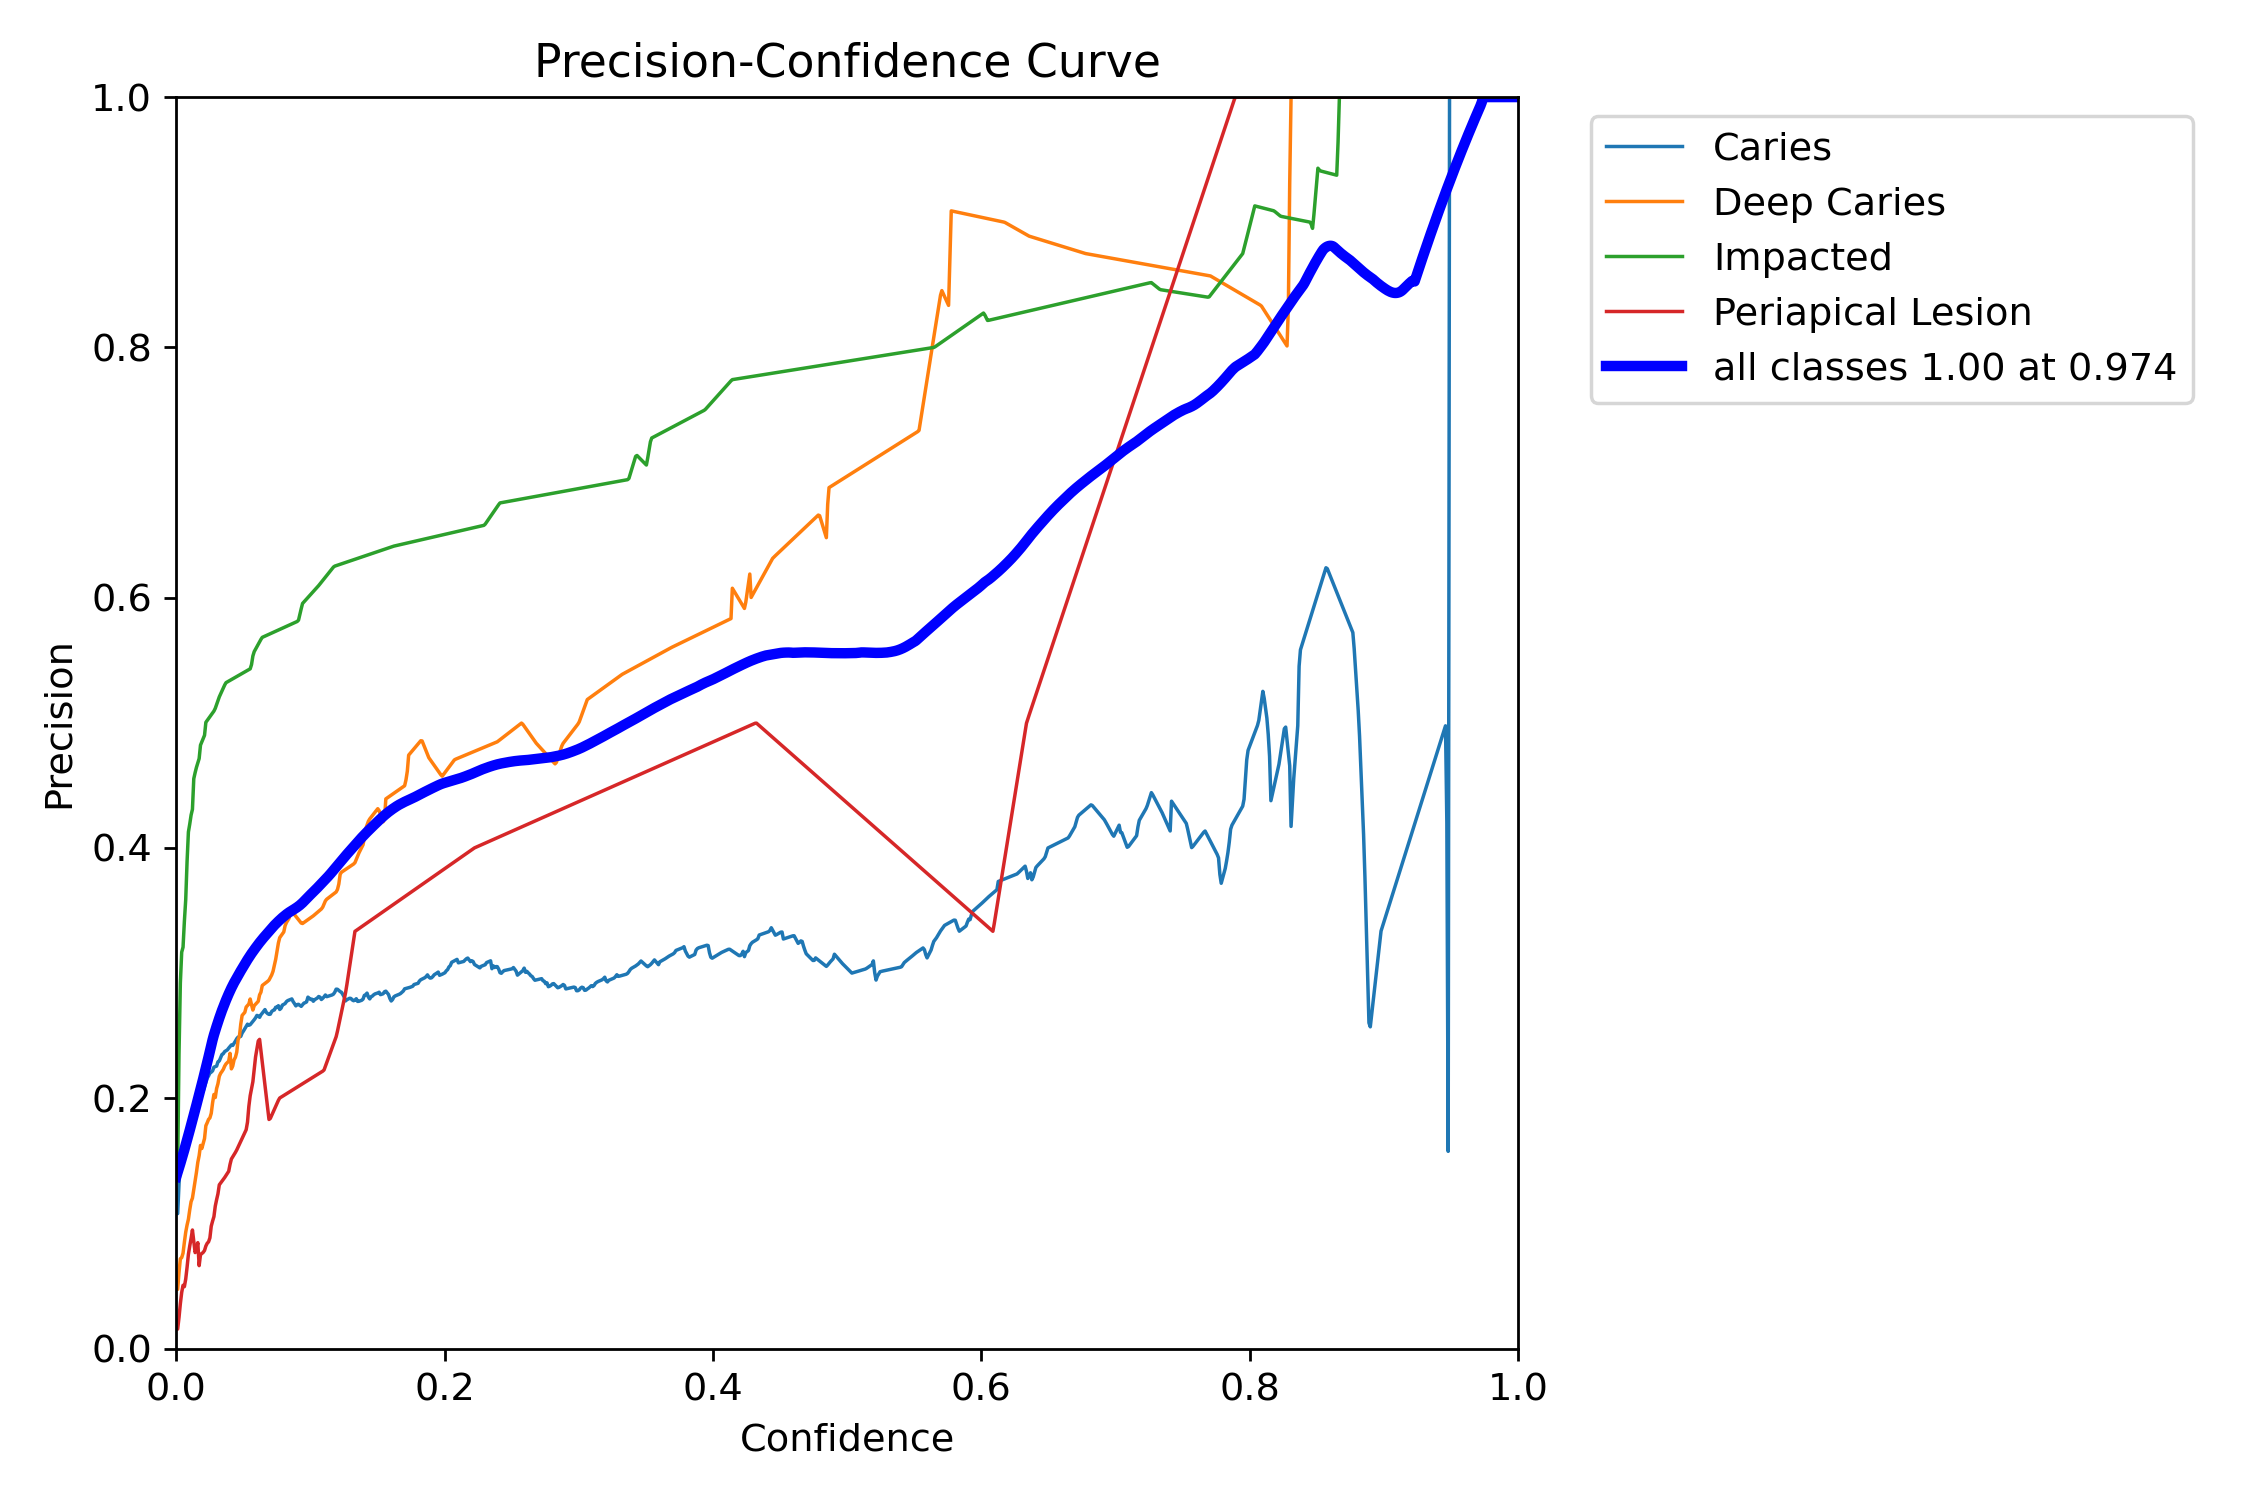 Precision-Confidence Curve
1.0
0.8
0.6
0.4
0.2
0.0
Precision
0.0 0.2 0.4 0.6 0.8 1.0
Confidence
Caries
Deep Caries
Impacted
Periapical Lesion
all classes 1.00 at 0.974